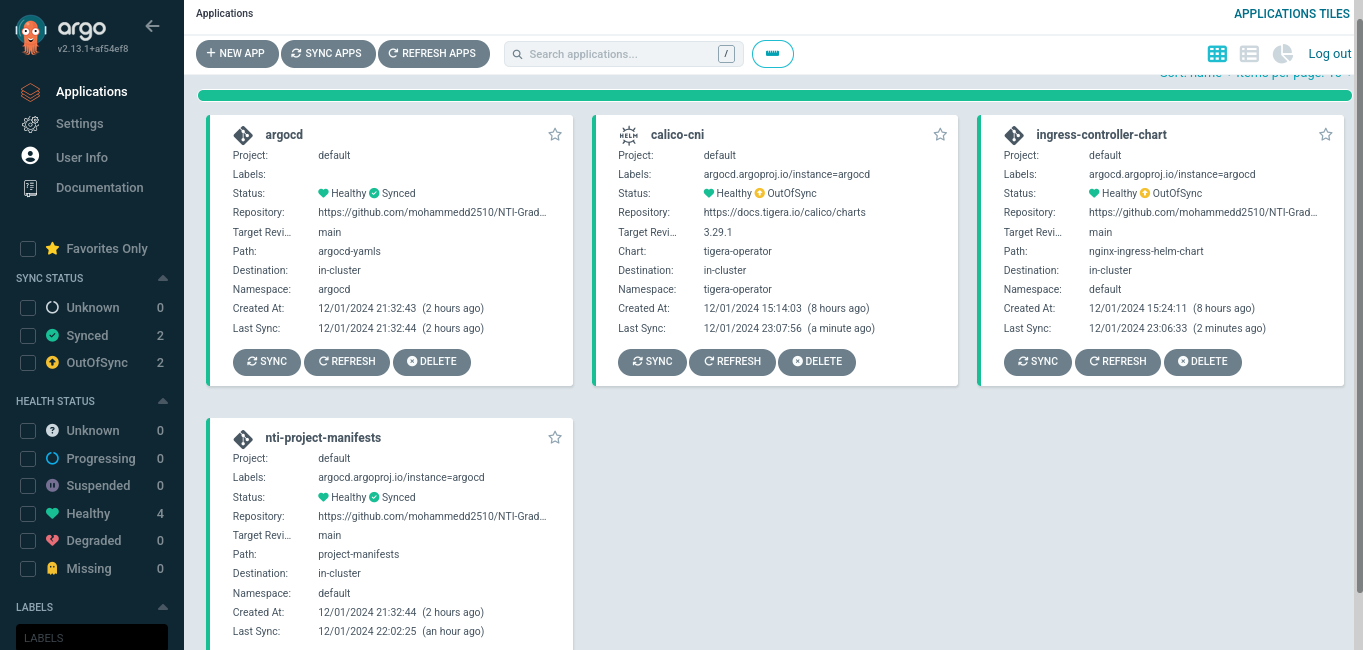 argo
v2.13.1+af54ef8
Applications
Settings
User Info
Documentation
Favorites Only
SYNC STATUS
Unknown 0
Synced 2
OutOfSync 2
HEALTH STATUS
Unknown 0
Progressing 0
Suspended 0
Healthy 4
Degraded 0
Missing 0
LABELS
LABELS
Applications
APPLICATIONS TILES
NEW APP SYNC APPS REFRESH APPS Search applications... / Log out
Sort: name Items per page: 10
argocd
Project: default
Labels:
Status: Healthy Synced
Repository: https://github.com/mohammedd2510/NTI-Grad...
Target Revi... main
Path: argocd-yamls
Destination: in-cluster
Namespace: argocd
Created At: 12/01/2024 21:32:43 (2 hours ago)
Last Sync: 12/01/2024 21:32:44 (2 hours ago)
SYNC REFRESH DELETE
HELM calico-cni
Project: default
Labels: argocd.argoproj.io/instance=argocd
Status: Healthy OutOfSync
Repository: https://docs.tigera.io/calico/charts
Target Revi... 3.29.1
Chart: tigera-operator
Destination: in-cluster
Namespace: tigera-operator
Created At: 12/01/2024 15:14:03 (8 hours ago)
Last Sync: 12/01/2024 23:07:56 (a minute ago)
SYNC REFRESH DELETE
ingress-controller-chart
Project: default
Labels: argocd.argoproj.io/instance=argocd
Status: Healthy OutOfSync
Repository: https://github.com/mohammedd2510/NTI-Grad...
Target Revi... main
Path: nginx-ingress-helm-chart
Destination: in-cluster
Namespace: default
Created At: 12/01/2024 15:24:11 (8 hours ago)
Last Sync: 12/01/2024 23:06:33 (2 minutes ago)
SYNC REFRESH DELETE
nti-project-manifests
Project: default
Labels: argocd.argoproj.io/instance=argocd
Status: Healthy Synced
Repository: https://github.com/mohammedd2510/NTI-Grad...
Target Revi... main
Path: project-manifests
Destination: in-cluster
Namespace: default
Created At: 12/01/2024 21:32:44 (2 hours ago)
Last Sync: 12/01/2024 22:02:25 (an hour ago)